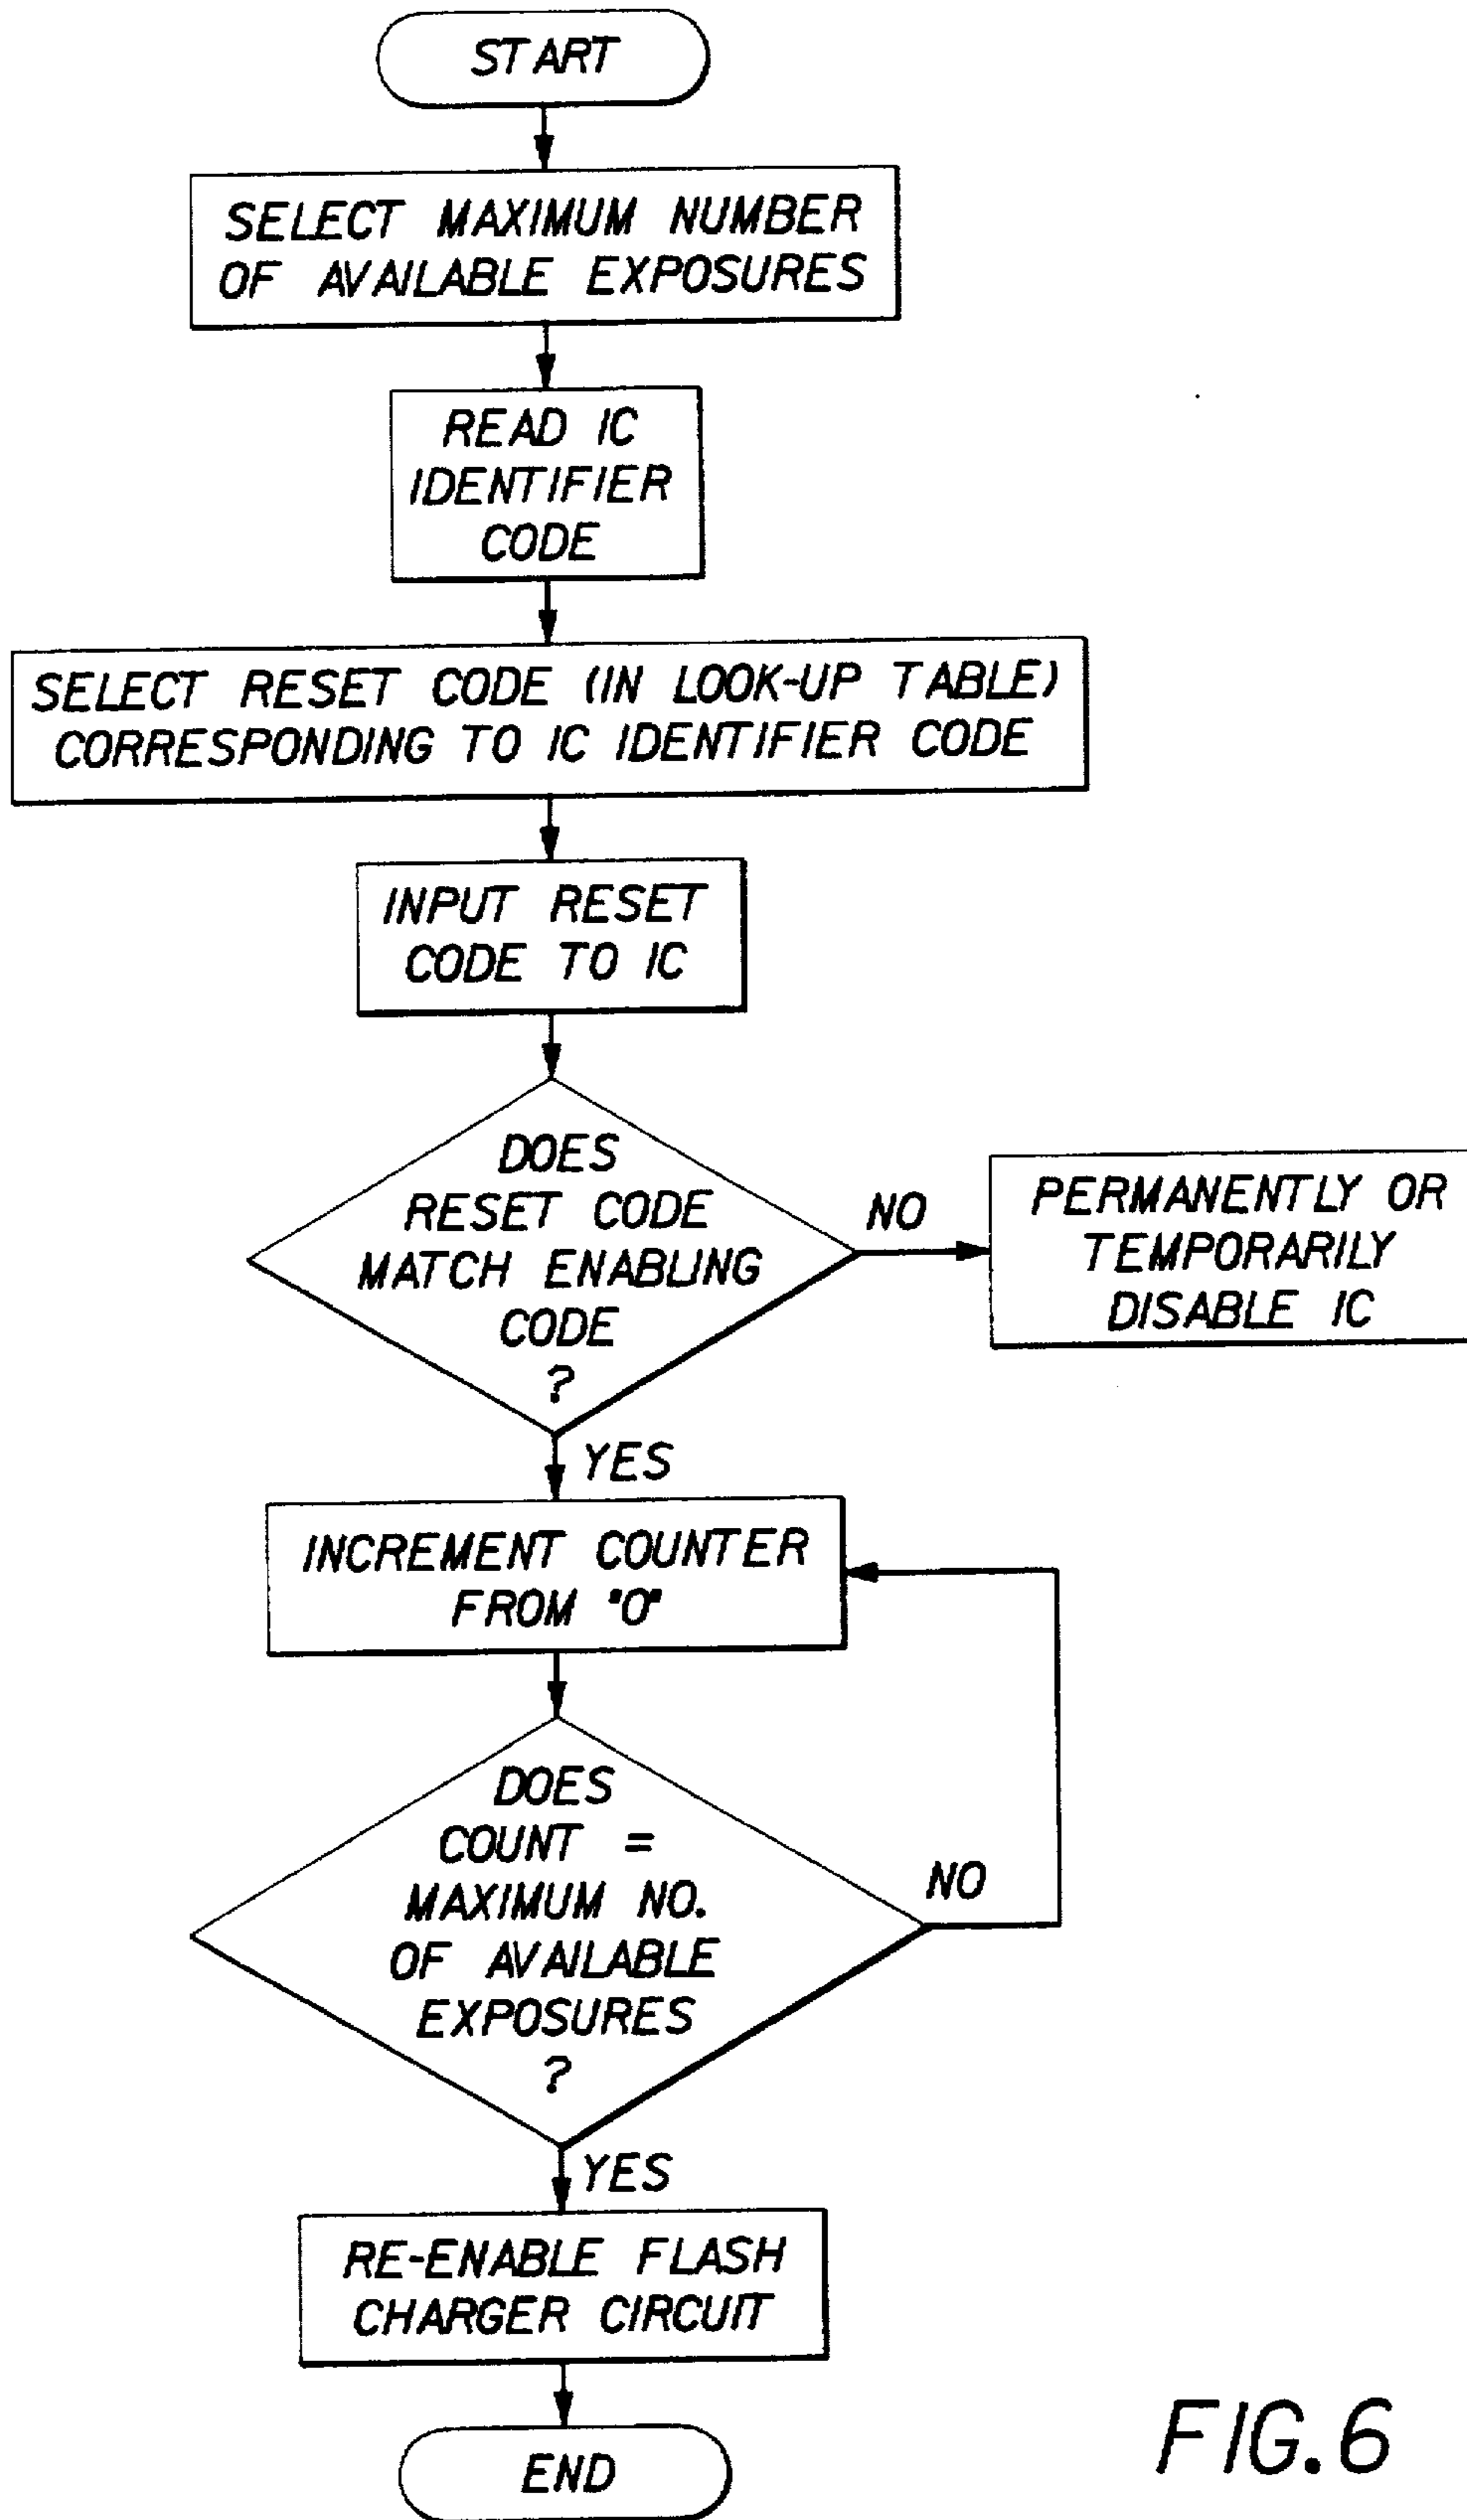 START
SELECT MAXIMUM NUMBER
OF AVAILABLE EXPOSURES
READ IC
IDENTIFIER
CODE
SELECT RESET CODE (IN LOOK-UP TABLE)
CORRESPONDING TO IC IDENTIFIER CODE
INPUT RESET
CODE TO IC
DOES
RESET CODE
MATCH ENABLING
CODE
?
NO
PERMANENTLY OR
TEMPORARILY
DISABLE IC
YES
INCREMENT COUNTER
FROM "0"
DOES
COUNT =
MAXIMUM NO.
OF AVAILABLE
EXPOSURES
?
NO
YES
RE-ENABLE FLASH
CHARGER CIRCUIT
END
FIG.6